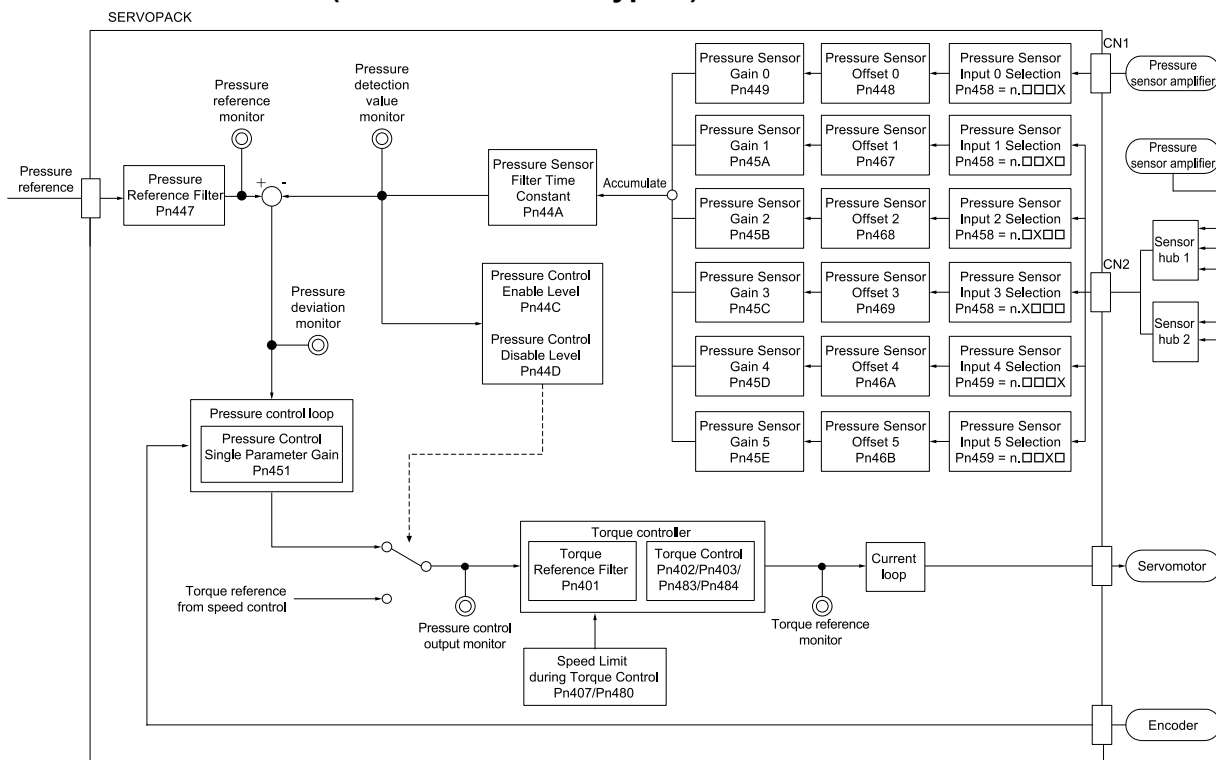 SERVOPACK
Pressure
reference
Pressure
Reference Filter
Pn447
Pressure
reference
monitor
+
-
Pressure
detection
value
monitor
Pressure Sensor
Filter Time
Constant
Pn44A
Accumulate
Pressure Sensor
Gain 0
Pn449
Pressure Sensor
Offset 0
Pn448
Pressure Sensor
Input 0 Selection
Pn458 = n.□□□X
CN1
Pressure
sensor amplifier
Pressure Sensor
Gain 1
Pn45A
Pressure Sensor
Offset 1
Pn467
Pressure Sensor
Input 1 Selection
Pn458 = n.□□X□
Pressure
sensor amplifier
Pressure Sensor
Gain 2
Pn45B
Pressure Sensor
Offset 2
Pn468
Pressure Sensor
Input 2 Selection
Pn458 = n.□X□□
CN2
Sensor
hub 1
Pressure Sensor
Gain 3
Pn45C
Pressure Sensor
Offset 3
Pn469
Pressure Sensor
Input 3 Selection
Pn458 = n.X□□□
Sensor
hub 2
Pressure Sensor
Gain 4
Pn45D
Pressure Sensor
Offset 4
Pn46A
Pressure Sensor
Input 4 Selection
Pn459 = n.□□□X
Pressure Sensor
Gain 5
Pn45E
Pressure Sensor
Offset 5
Pn46B
Pressure Sensor
Input 5 Selection
Pn459 = n.□□X□
Pressure Control
Enable Level
Pn44C
Pressure Control
Disable Level
Pn44D
Pressure
deviation
monitor
Pressure control loop
Pressure Control
Single Parameter Gain
Pn451
Torque reference
from speed control
Pressure control
output monitor
Torque controller
Torque
Reference Filter
Pn401
Torque Control
Pn402/Pn403/
Pn483/Pn484
Speed Limit
during Torque Control
Pn407/Pn480
Torque reference
monitor
Current
loop
Servomotor
Encoder